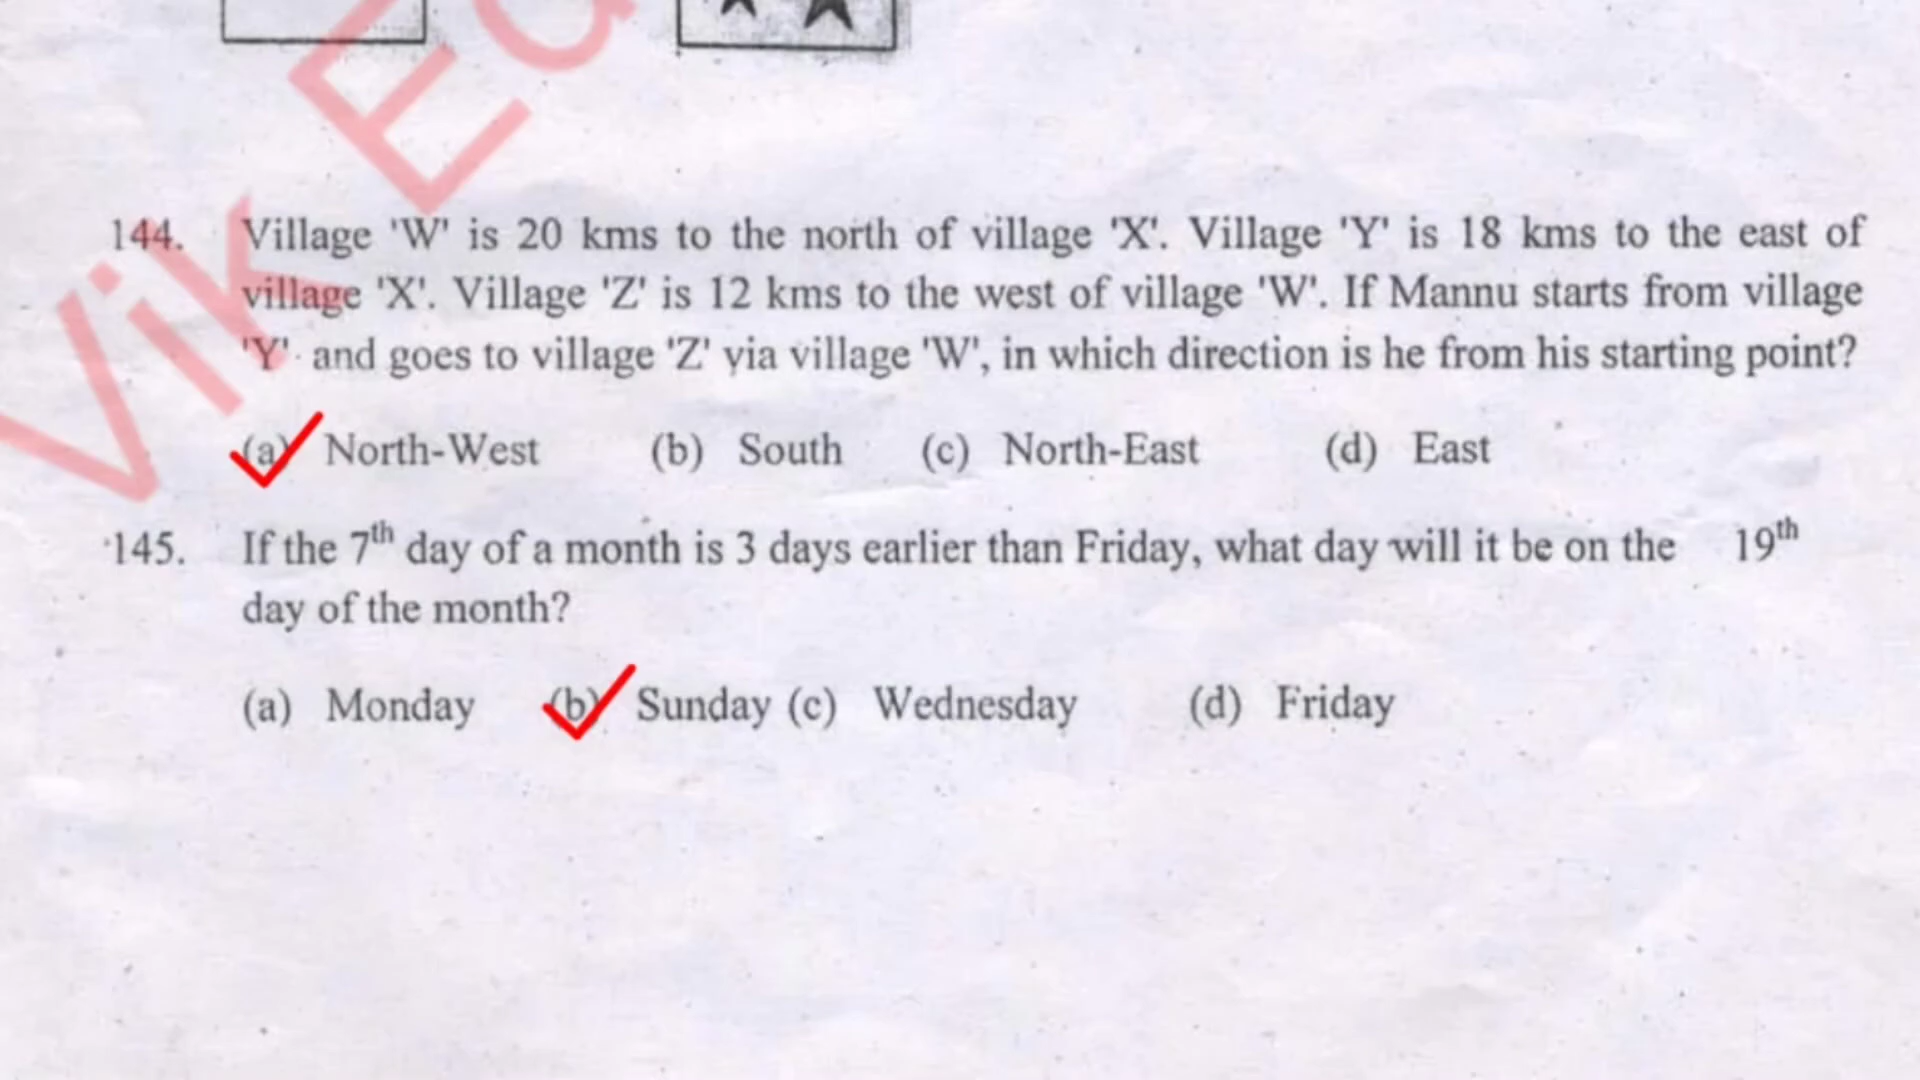 Vik Ed
144. Village 'W' is 20 kms to the north of village 'X'. Village 'Y' is 18 kms to the east of
village 'X'. Village 'Z' is 12 kms to the west of village 'W'. If Mannu starts from village
'Y' and goes to village 'Z' via village 'W', in which direction is he from his starting point?
(a) North-West (b) South (c) North-East (d) East
145. If the 7th day of a month is 3 days earlier than Friday, what day will it be on the 19th
day of the month?
(a) Monday (b) Sunday (c) Wednesday (d) Friday